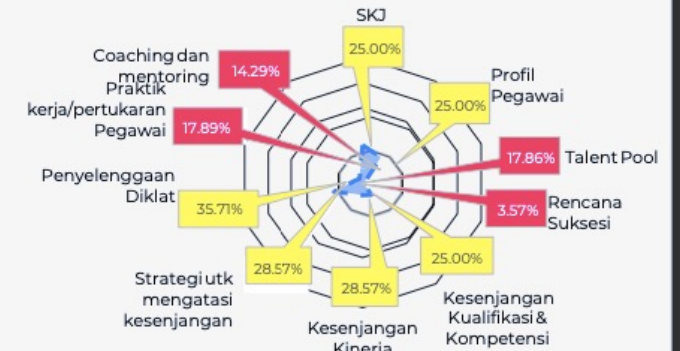 SKJ
25.00%
Profil
Pegawai
25.00%
17.86% Talent Pool
3.57% Rencana
Suksesi
25.00%
Kesenjangan
Kualifikasi &
Kompetensi
28.57%
Kesenjangan
Kinerja
28.57%
Strategi utk
mengatasi
kesenjangan
35.71%
Penyelenggaan
Diklat
17.89%
Praktik
kerja/pertukaran
Pegawai
14.29%
Coaching dan
mentoring